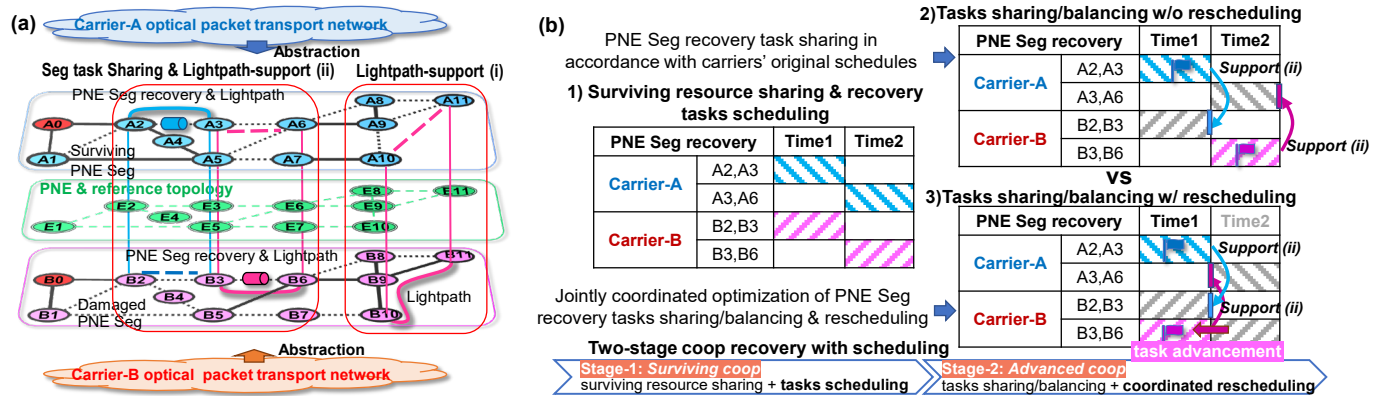 (a)
Carrier-A optical packet transport network
Abstraction
Seg task Sharing & Lightpath-support (ii)
Lightpath-support (i)
PNE Seg recovery & Lightpath
A0
A1
A2
A3
A4
A5
A6
A7
A8
A9
A10
A11
Surviving
PNE Seg
PNE & reference topology
E1
E2
E3
E4
E5
E6
E7
E8
E9
E10
E11
PNE Seg recovery & Lightpath
B0
B1
B2
B3
B4
B5
B6
B7
B8
B9
B10
B11
Damaged
PNE Seg
Lightpath
Abstraction
Carrier-B optical packet transport network
(b)
PNE Seg recovery task sharing in
accordance with carriers' original schedules
1) Surviving resource sharing & recovery
tasks scheduling
PNE Seg recovery Time1 Time2
Carrier-A
A2,A3
A3,A6
Carrier-B
B2,B3
B3,B6
Jointly coordinated optimization of PNE Seg
recovery tasks sharing/balancing & rescheduling
2)Tasks sharing/balancing w/o rescheduling
PNE Seg recovery Time1 Time2
Carrier-A
A2,A3
Support (ii)
A3,A6
Carrier-B
B2,B3
B3,B6
Support (ii)
vs
3)Tasks sharing/balancing w/ rescheduling
PNE Seg recovery Time1 Time2
Carrier-A
A2,A3
Support (ii)
A3,A6
Carrier-B
B2,B3
Support (ii)
B3,B6
task advancement
Two-stage coop recovery with scheduling
Stage-1: Surviving coop
surviving resource sharing + tasks scheduling
Stage-2: Advanced coop
tasks sharing/balancing + coordinated rescheduling